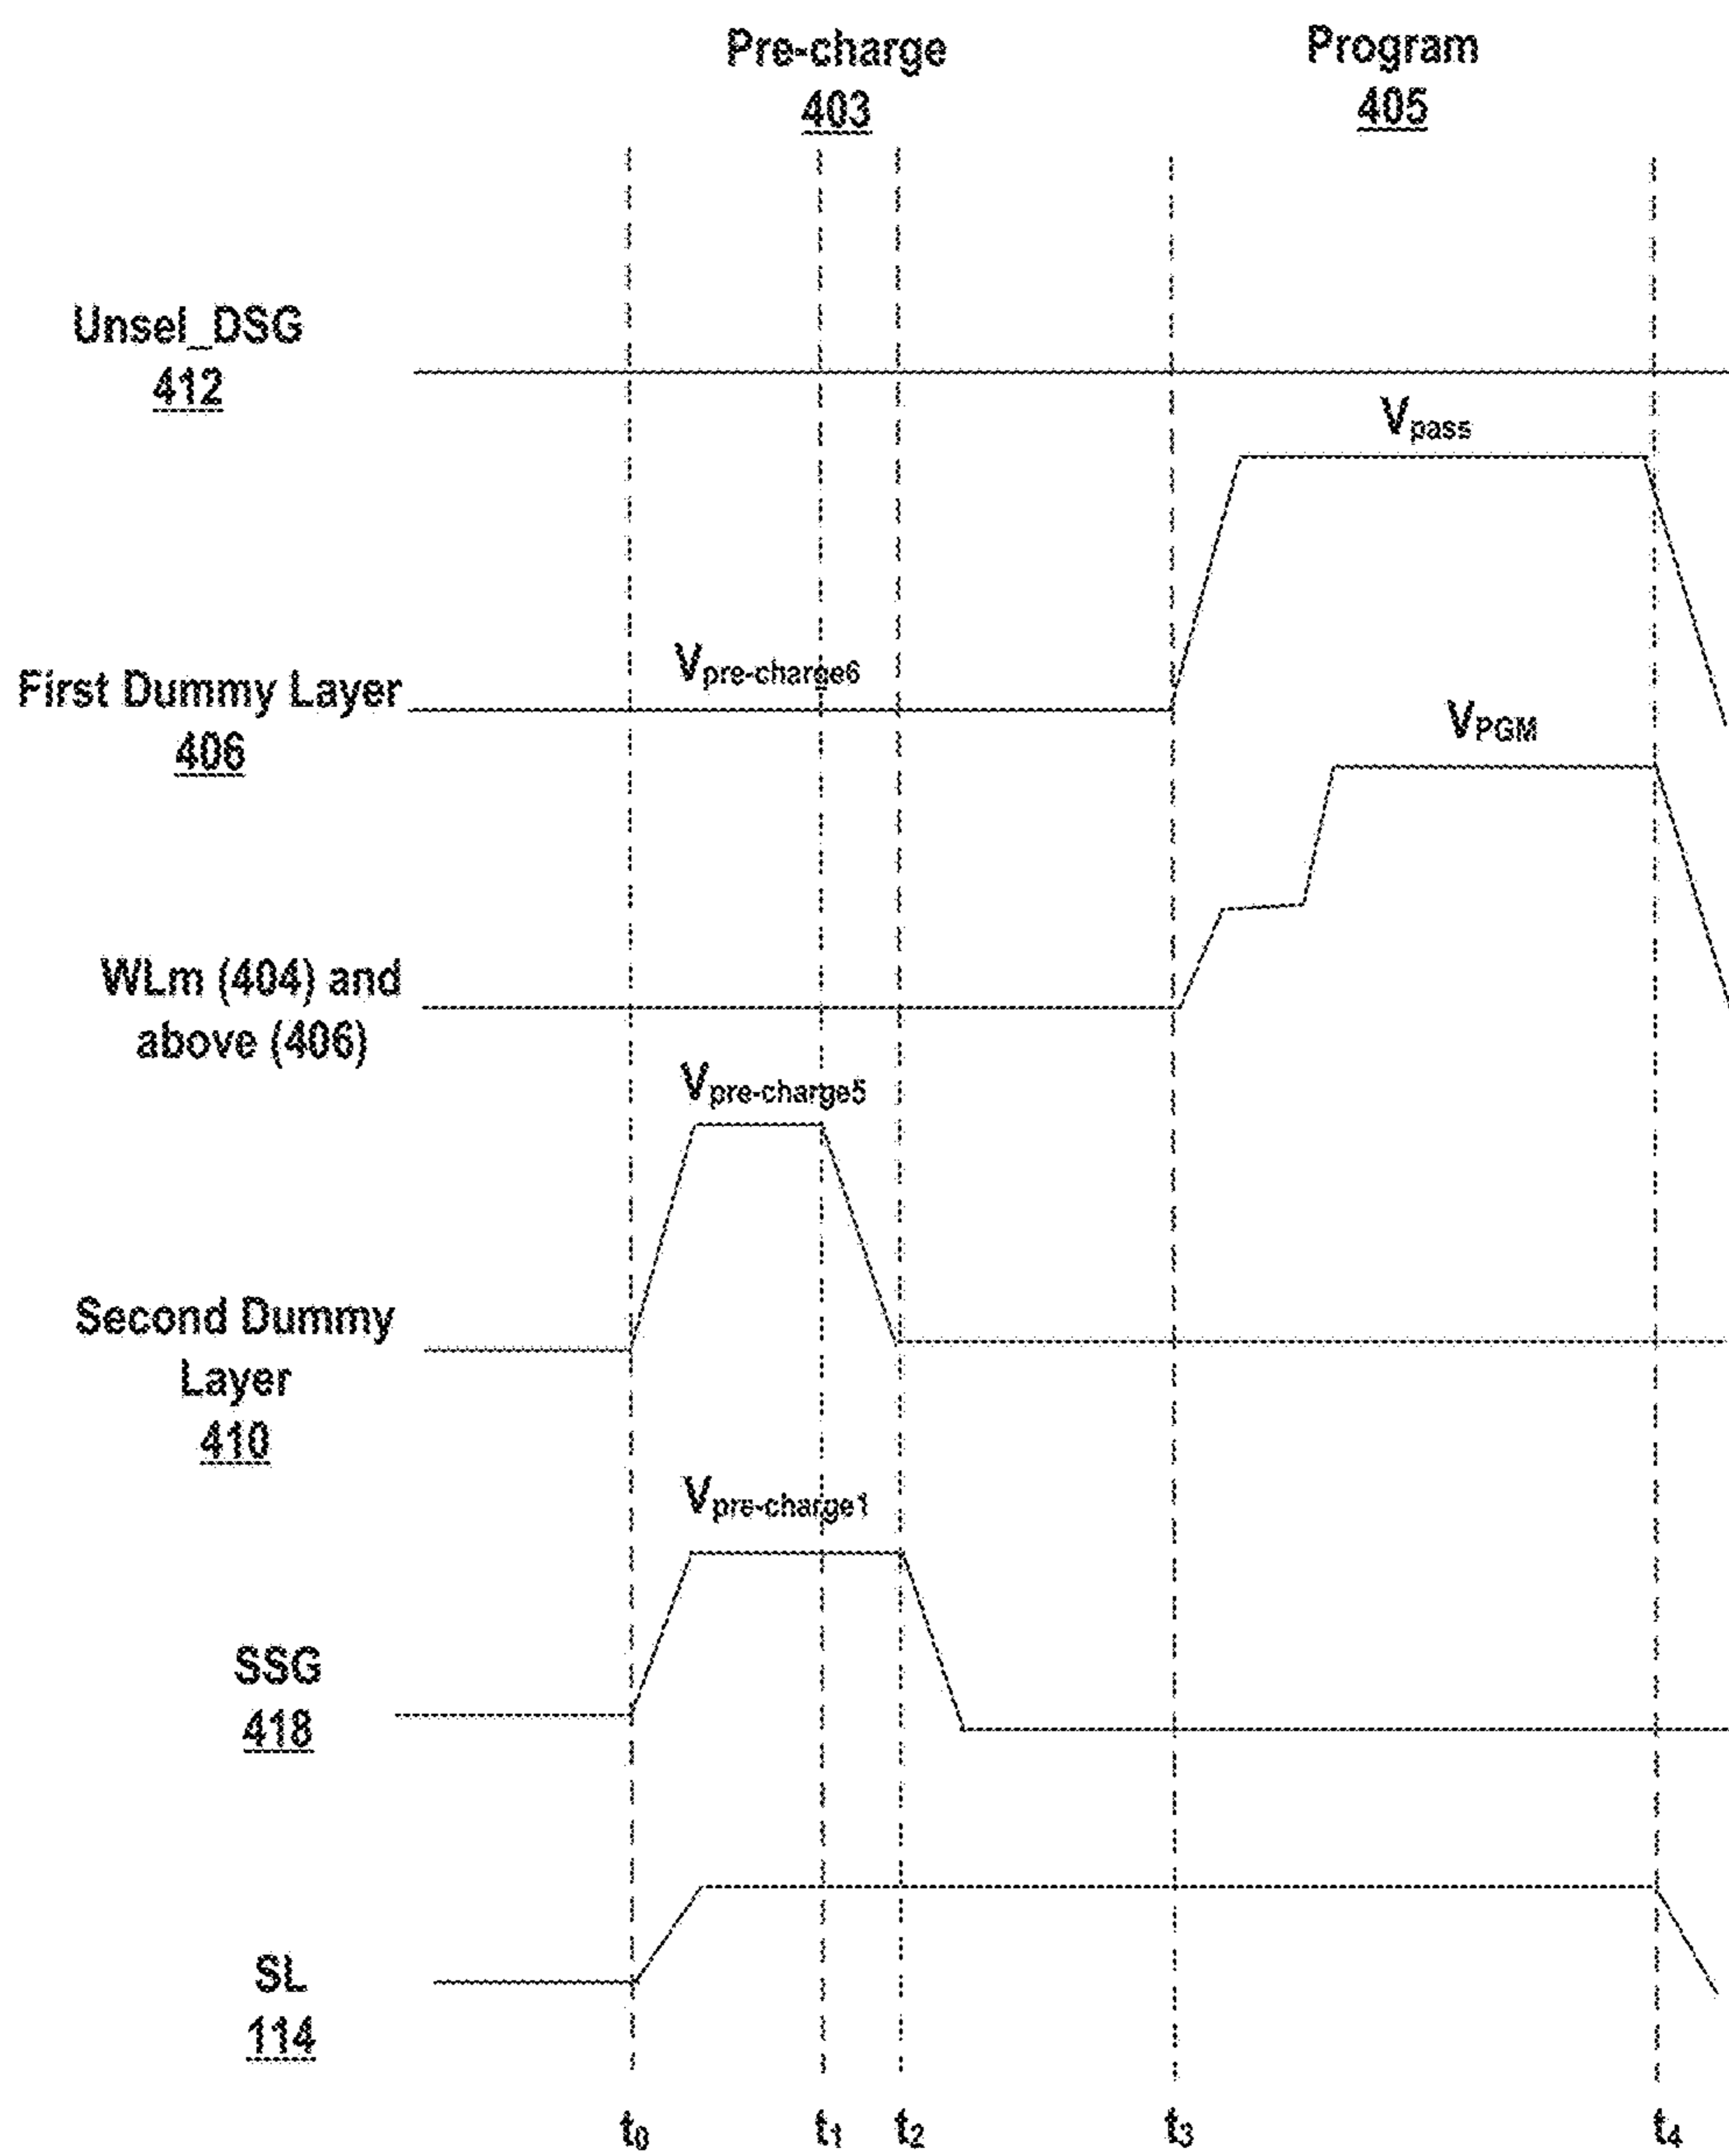 Pre-charge
403
Program
405
Unsel_DSG
412
Vpass
First Dummy Layer
406
Vpre-charge6
VPGM
WLm (404) and
above (406)
Vpre-charge5
Second Dummy
Layer
410
Vpre-charge1
SSG
418
SL
114
t0 t1 t2 t3 t4